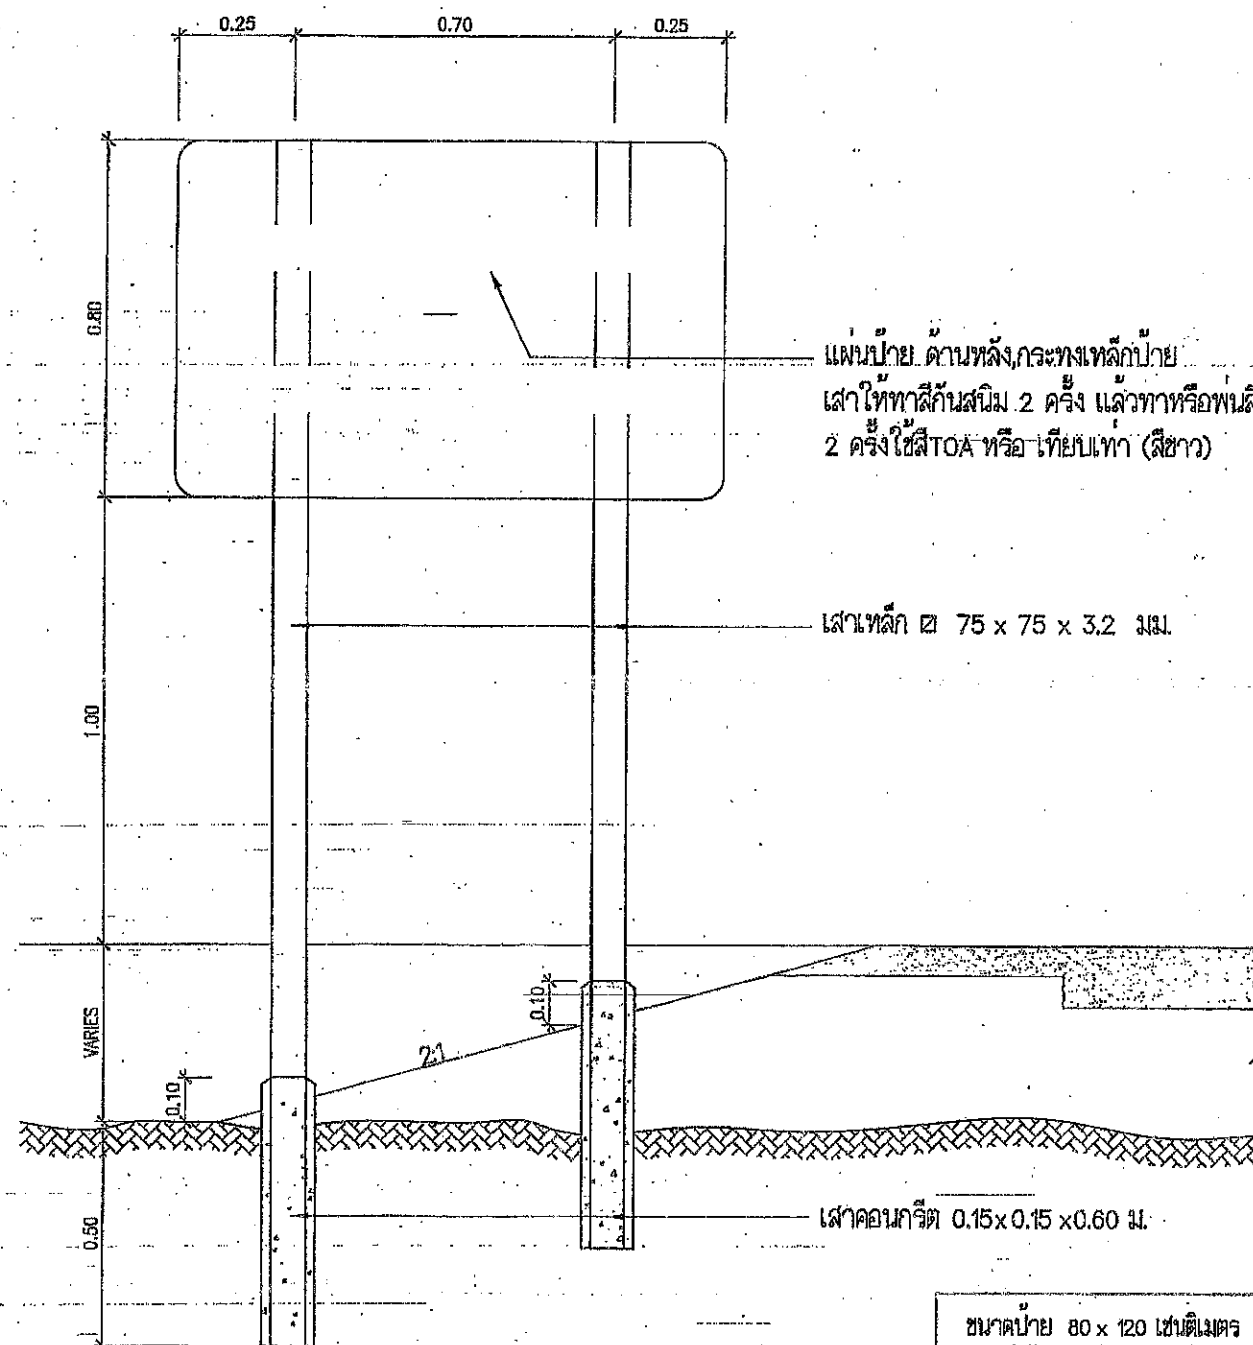 0.25 0.70 0.25
0.80
แผ่นป้าย ด้านหลัง,กระทงเหล็กป้าย
เสาให้ทาสีกันสนิม 2 ครั้ง แล้วทาหรือพ่นสี
2 ครั้งใช้สีTOA หรือ เทียบเท่า (สีขาว)
เสาเหล็ก 75 x 75 x 3.2 มม.
1.00
0.10
VARIES
2:1
0.10
เสาคอนกรีต 0.15x0.15x0.60 ม.
0.50
ขนาดป้าย 80 x 120 เซนติเมตร